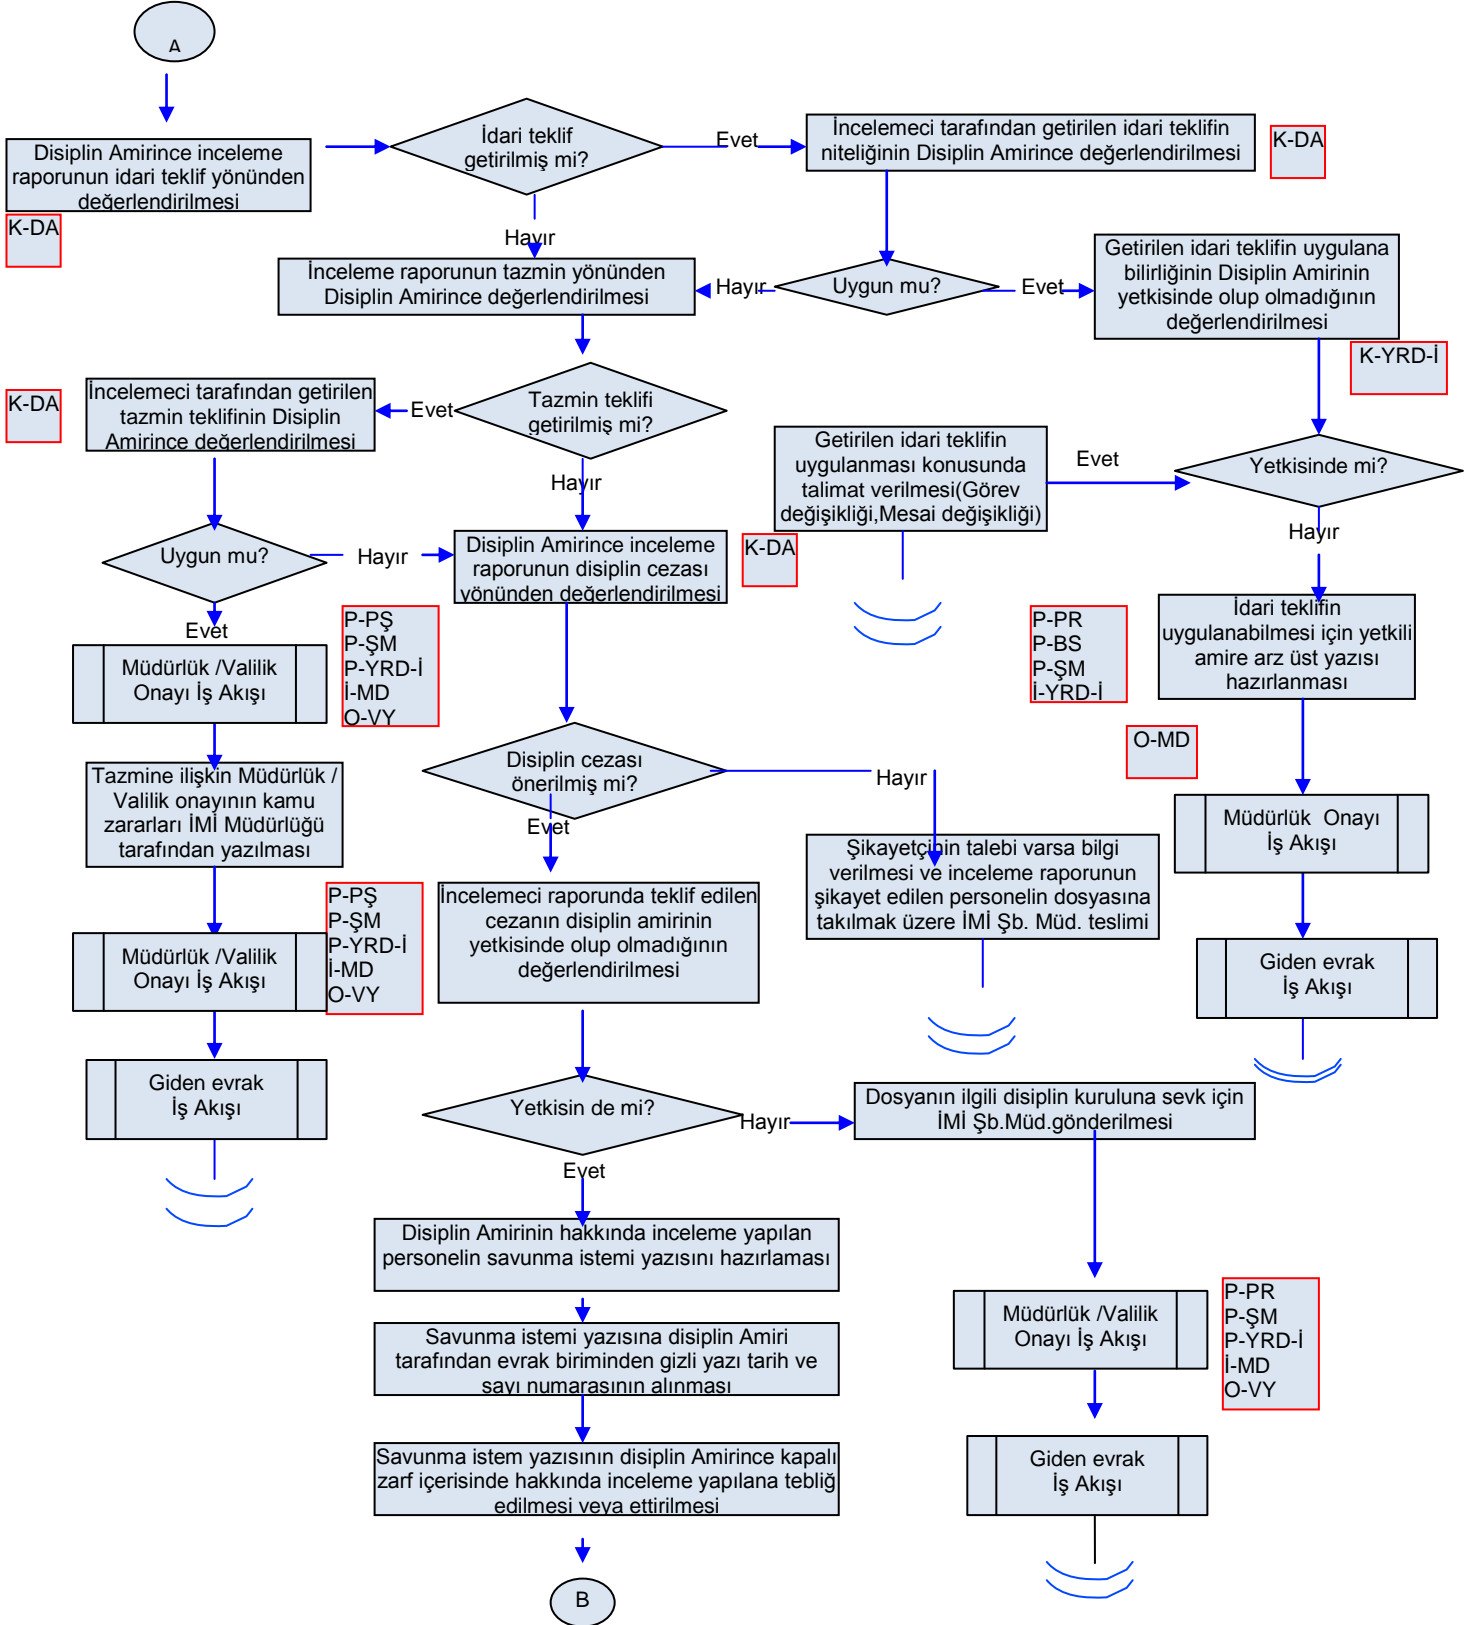 A
Disiplin Amirince inceleme
raporunun idari teklif yönünden
değerlendirilmesi
K-DA
İdari teklif
getirilmiş mi?
Evet
İncelemeci tarafından getirilen idari teklifin
niteliğinin Disiplin Amirince değerlendirilmesi
K-DA
Hayır
İnceleme raporunun tazmin yönünden
Disiplin Amirince değerlendirilmesi
Hayır
Uygun mu?
Evet
Getirilen idari teklifin uygulana
bilirliğinin Disiplin Amirinin
yetkisinde olup olmadığının
değerlendirilmesi
K-YRD-İ
K-DA
İncelemeci tarafından getirilen
tazmin teklifinin Disiplin
Amirince değerlendirilmesi
Evet
Tazmin teklifi
getirilmiş mi?
Hayır
Getirilen idari teklifin
uygulanması konusunda
talimat verilmesi(Görev
değişikliği,Mesai değişikliği)
Evet
Yetkisinde mi?
Hayır
Uygun mu?
Hayır
Disiplin Amirince inceleme
raporunun disiplin cezası
yönünden değerlendirilmesi
K-DA
Evet
Müdürlük /Valilik
Onayı İş Akışı
P-PŞ
P-ŞM
P-YRD-İ
İ-MD
O-VY
P-PR
P-BS
P-ŞM
İ-YRD-İ
İdari teklifin
uygulanabilmesi için yetkili
amire arz üst yazısı
hazırlanması
O-MD
Tazmine ilişkin Müdürlük /
Valilik onayının kamu
zararları İMİ Müdürlüğü
tarafından yazılması
Disiplin cezası
önerilmiş mi?
Hayır
Evet
Müdürlük  Onayı
İş Akışı
Şikayetçinin talebi varsa bilgi
verilmesi ve inceleme raporunun
şikayet edilen personelin dosyasına
takılmak üzere İMİ Şb. Müd. teslimi
Müdürlük /Valilik
Onayı İş Akışı
P-PŞ
P-ŞM
P-YRD-İ
İ-MD
O-VY
İncelemeci raporunda teklif edilen
cezanın disiplin amirinin
yetkisinde olup olmadığının
değerlendirilmesi
Giden evrak
İş Akışı
Giden evrak
İş Akışı
Yetkisin de mi?
Hayır
Dosyanın ilgili disiplin kuruluna sevk için
İMİ Şb.Müd.gönderilmesi
Evet
Disiplin Amirinin hakkında inceleme yapılan
personelin savunma istemi yazısını hazırlaması
Müdürlük /Valilik
Onayı İş Akışı
P-PR
P-ŞM
P-YRD-İ
İ-MD
O-VY
Savunma istemi yazısına disiplin Amiri
tarafından evrak biriminden gizli yazı tarih ve
sayı numarasının alınması
Savunma istem yazısının disiplin Amirince kapalı
zarf içerisinde hakkında inceleme yapılana tebliğ
edilmesi veya ettirilmesi
Giden evrak
İş Akışı
B